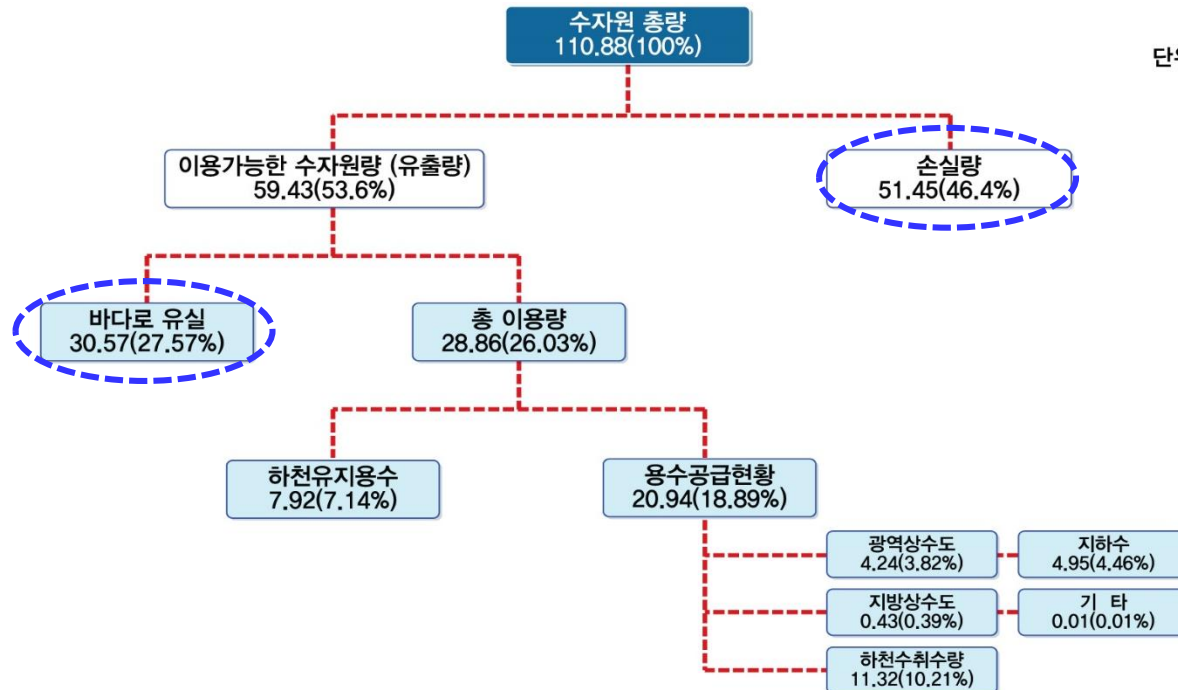 수자원 총량
110.88(100%)
단위
이용가능한 수자원량 (유출량)
59.43(53.6%)
손실량
51.45(46.4%)
바다로 유실
30.57(27.57%)
총 이용량
28.86(26.03%)
하천유지용수
7.92(7.14%)
용수공급현황
20.94(18.89%)
광역상수도
4.24(3.82%)
지하수
4.95(4.46%)
지방상수도
0.43(0.39%)
기 타
0.01(0.01%)
하천수취수량
11.32(10.21%)